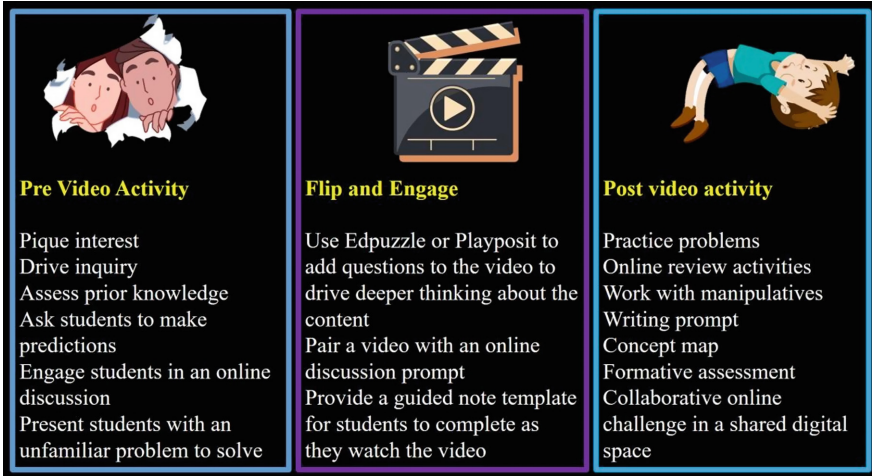 Pre Video Activity
Pique interest
Drive inquiry
Assess prior knowledge
Ask students to make
predictions
Engage students in an online
discussion
Present students with an
unfamiliar problem to solve
Flip and Engage
Use Edpuzzle or Playposit to
add questions to the video to
drive deeper thinking about the
content
Pair a video with an online
discussion prompt
Provide a guided note template
for students to complete as
they watch the video
Post video activity
Practice problems
Online review activities
Work with manipulatives
Writing prompt
Concept map
Formative assessment
Collaborative online
challenge in a shared digital
space